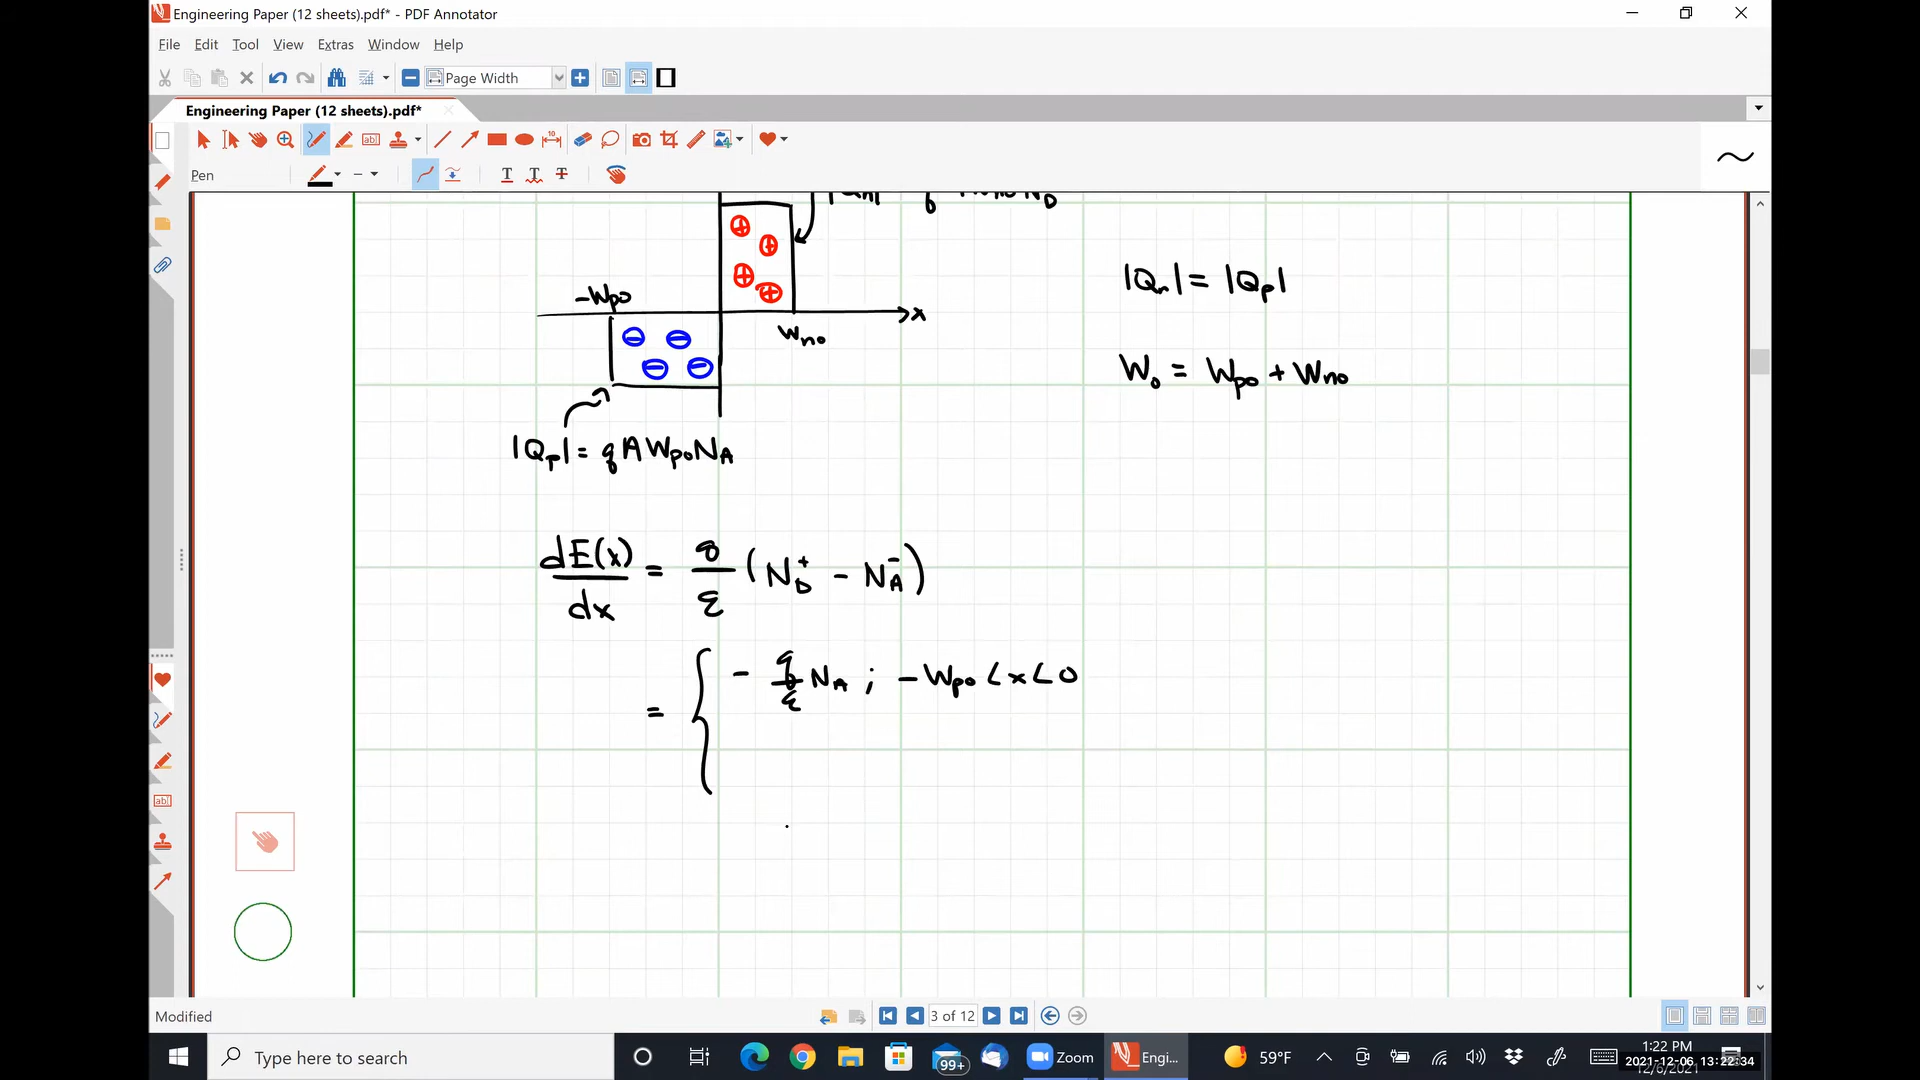 Engineering Paper (12 sheets).pdf* - PDF Annotator
File Edit Tool View Extras Window Help
Page Width
Engineering Paper (12 sheets).pdf*
Pen
-Wpo
x
Wno
|Qn| = |Qp|
Wo = Wpo + Wno
|Qp| = qAWpoNA
dE(x)/dx = q/ε (ND+ - NA-)
= { - q/ε NA ; -Wpo < x < 0
Modified
3 of 12
Type here to search
99+
Zoom
Engi...
59°F
1:22 PM
2021-12-06, 13:22:34